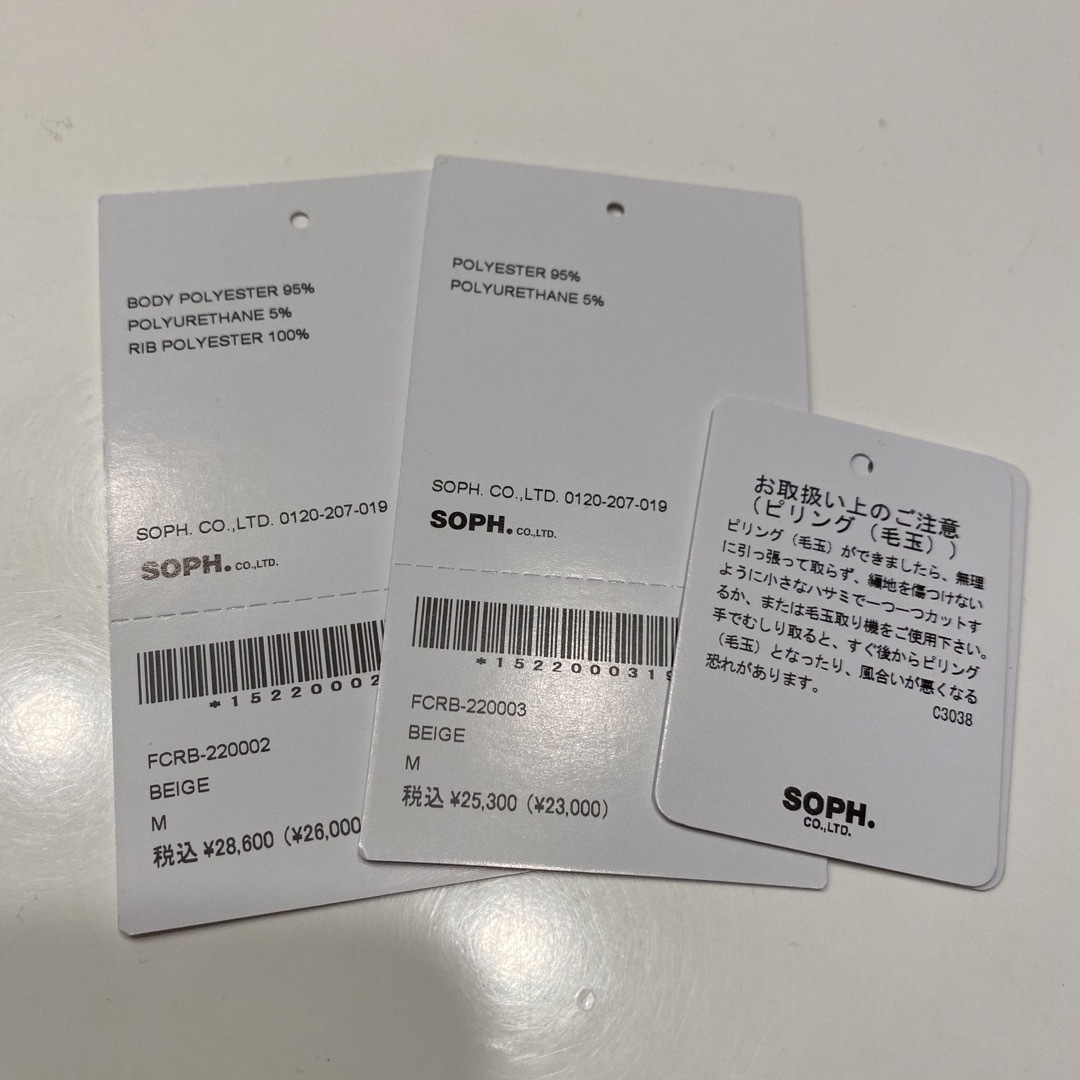 BODY POLYESTER 95%
POLYURETHANE 5%
RIB POLYESTER 100%
SOPH. CO.,LTD. 0120-207-019
SOPH. CO.,LTD.
*15220002
FCRB-220002
BEIGE
M
税込 ¥28,600 (¥26,000
POLYESTER 95%
POLYURETHANE 5%
SOPH. CO.,LTD. 0120-207-019
SOPH. CO.,LTD.
*1522000319
FCRB-220003
BEIGE
M
税込 ¥25,300 (¥23,000)
お取扱い上のご注意
(ピリング(毛玉))
ピリング(毛玉)ができましたら、無理
に引っ張って取らず、編地を傷つけない
ように小さなハサミで一つ一つカットす
るか、または毛玉取り機をご使用下さい。
手でむしり取ると、すぐ後からピリング
(毛玉)となったり、風合いが悪くなる
恐れがあります。
C3038
SOPH.
CO.,LTD.